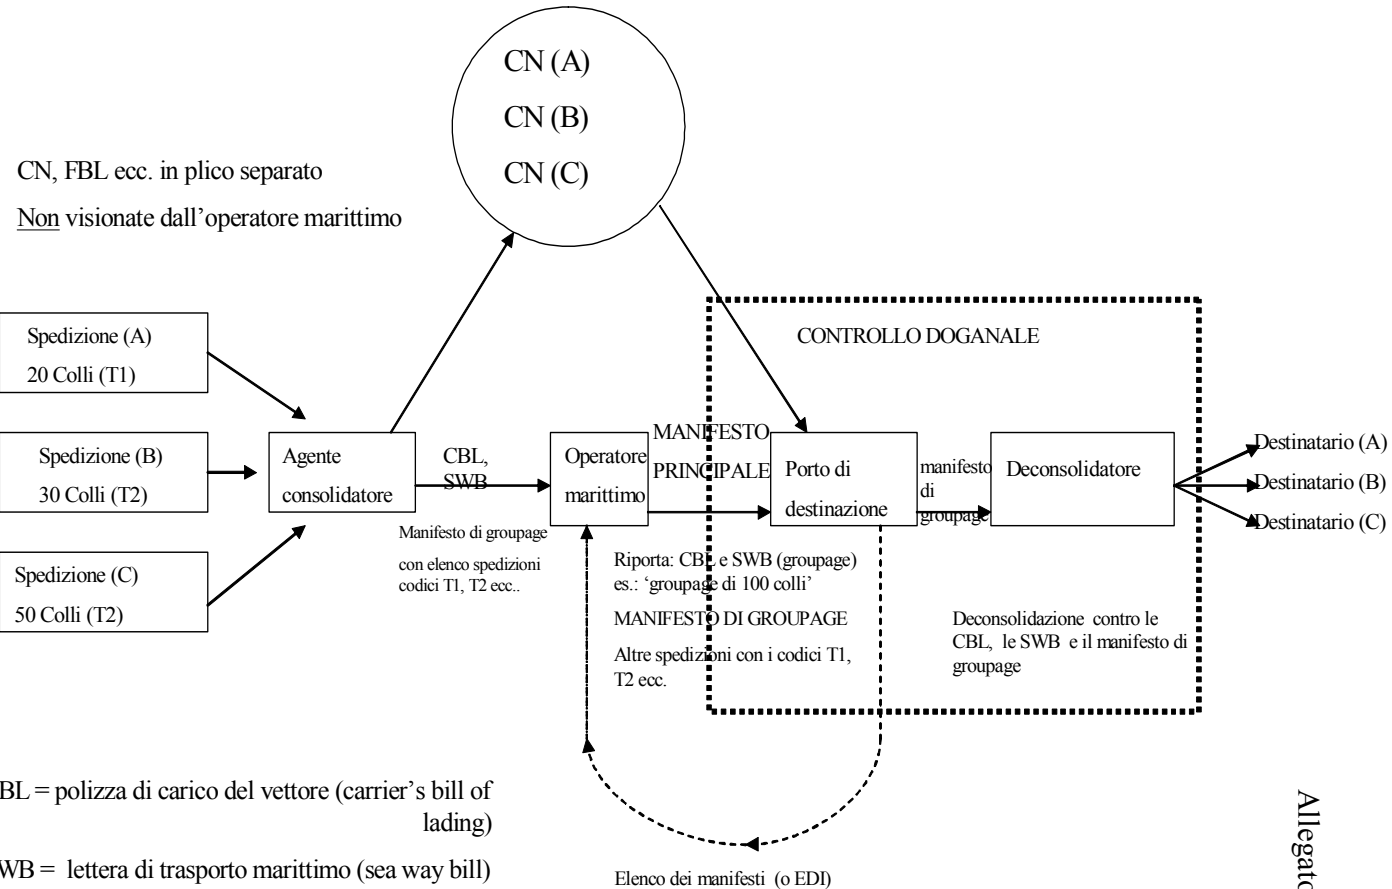 CN (A)
CN (B)
CN (C)
CN, FBL ecc. in plico separato
Non visionate dall’operatore marittimo
CONTROLLO DOGANALE
Spedizione (A)
20 Colli (T1)
Spedizione (B)
30 Colli (T2)
Spedizione (C)
50 Colli (T2)
Agente
consolidatore
CBL,
SWB
Manifesto di groupage
con elenco spedizioni
codici T1, T2 ecc..
Operatore
marittimo
MANIFESTO
PRINCIPALE
Riporta: CBL e SWB (groupage)
es.: ‘groupage di 100 colli’
MANIFESTO DI GROUPAGE
Altre spedizioni con i codici T1,
T2 ecc.
Porto di
destinazione
manifesto
di
groupage
Deconsolidatore
Deconsolidazione contro le
CBL, le SWB e il manifesto di
groupage
Destinatario (A)
Destinatario (B)
Destinatario (C)
BL = polizza di carico del vettore (carrier’s bill of
lading)
WB = lettera di trasporto marittimo (sea way bill)
Elenco dei manifesti (o EDI)
Allegato